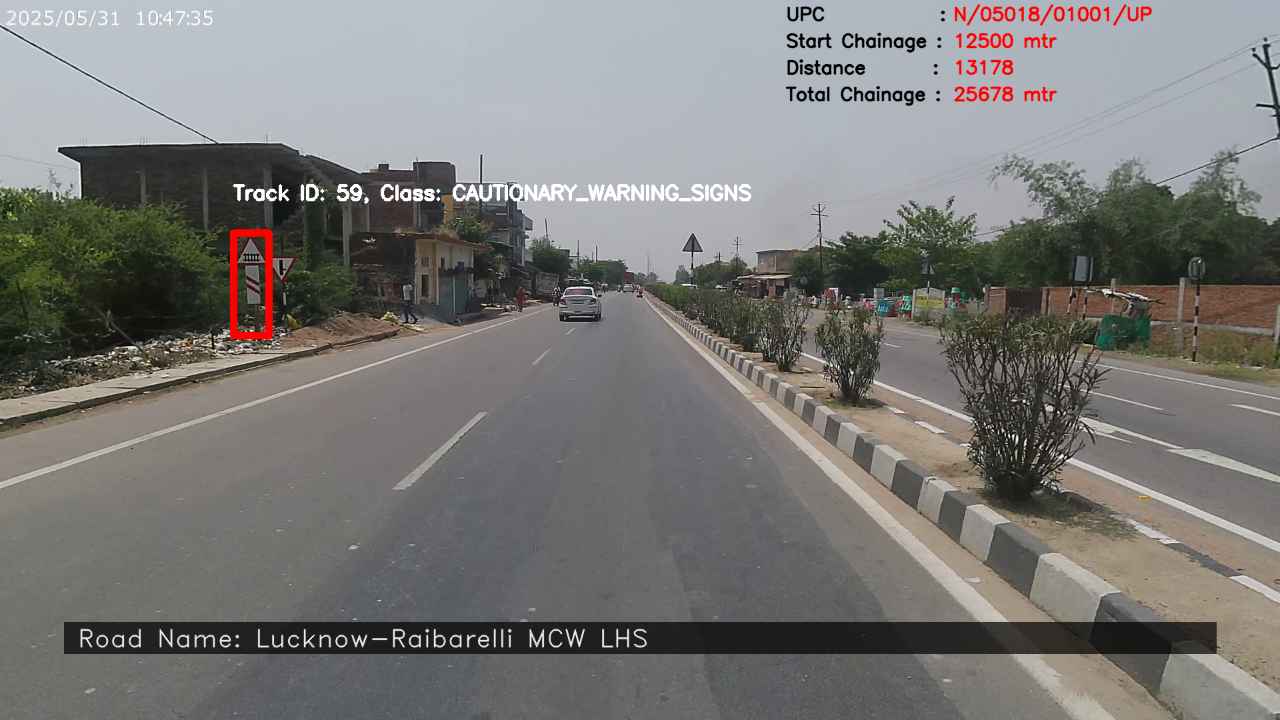 2025/05/31 10:47:35
UPC : N/05018/01001/UP
Start Chainage : 12500 mtr
Distance : 13178
Total Chainage : 25678 mtr
Track ID: 59, Class: CAUTIONARY_WARNING_SIGNS
Road Name: Lucknow-Raibarelli MCW LHS